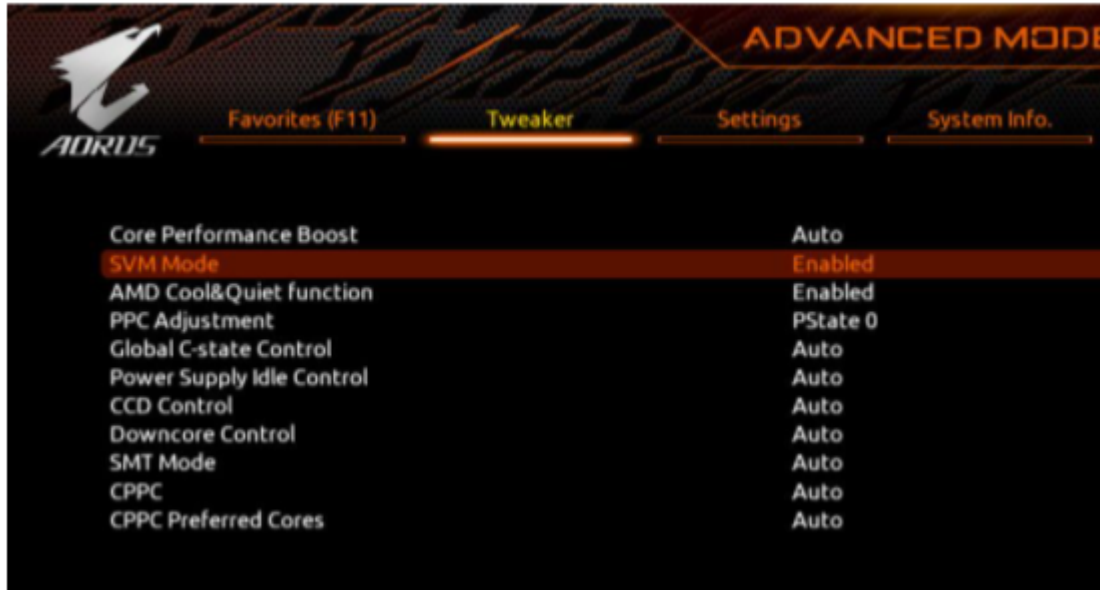 ADVANCED MODE
Favorites (F11) Tweaker Settings System Info.
AORUS
Core Performance Boost Auto
SVM Mode Enabled
AMD Cool&Quiet function Enabled
PPC Adjustment PState 0
Global C-state Control Auto
Power Supply Idle Control Auto
CCD Control Auto
Downcore Control Auto
SMT Mode Auto
CPPC Auto
CPPC Preferred Cores Auto